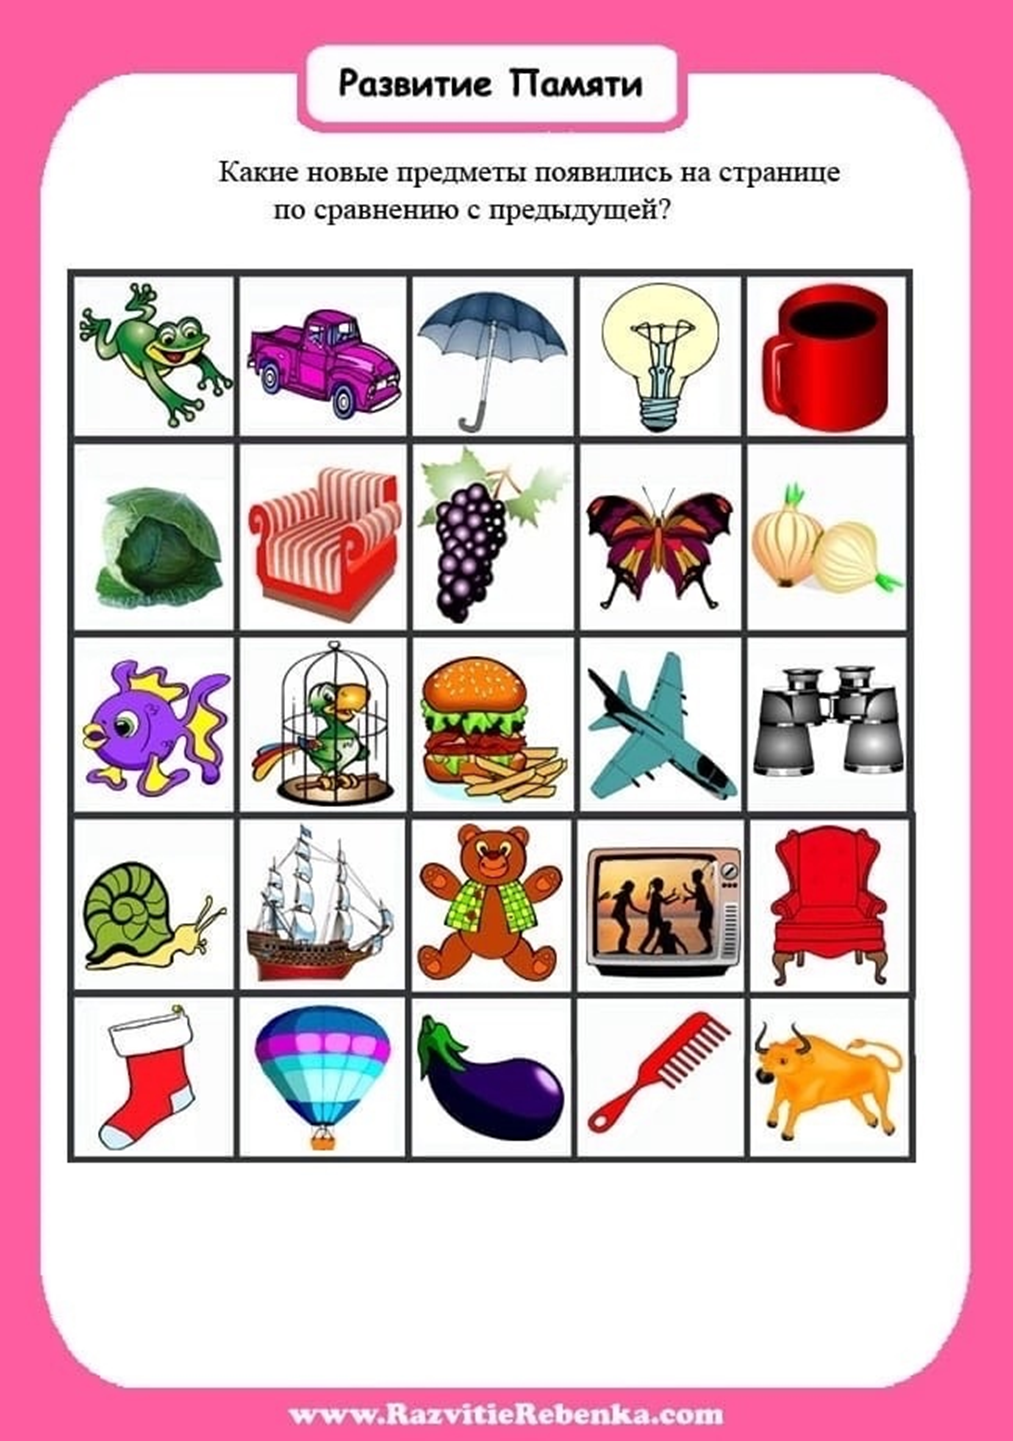 Развитие Памяти
Какие новые предметы появились на странице
по сравнению с предыдущей?
www.RazvitieRebenka.com